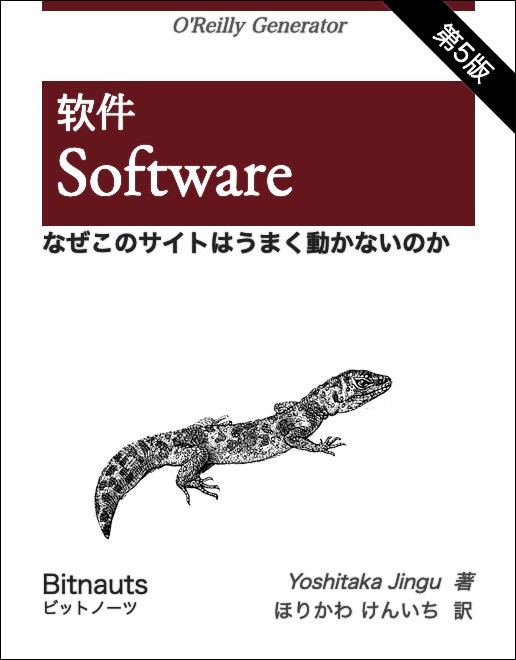 O'Reilly Generator
第5版
软件
Software
なぜこのサイトはうまく動かないのか
Bitnauts
ビットノーツ
Yoshitaka Jingu 著
ほりかわ けんいち 訳